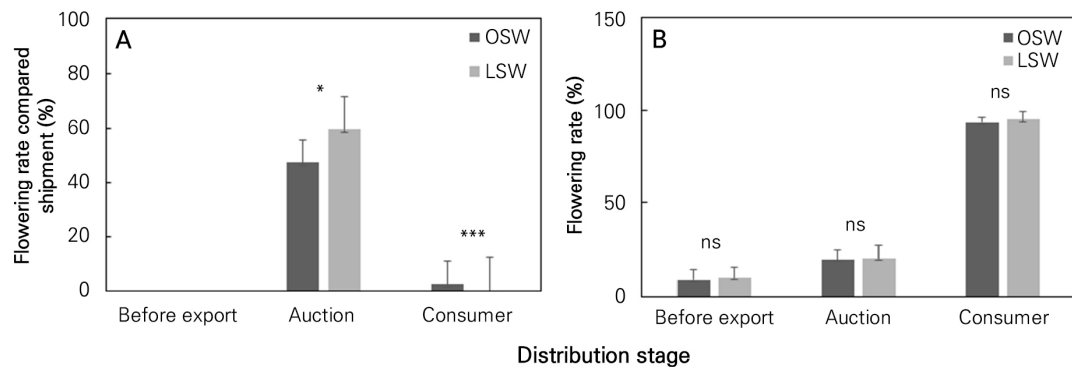 A
Flowering rate compared
shipment (%)
100
80
60
40
20
0
OSW
LSW
*
***
Before export
Auction
Consumer
B
Flowering rate (%)
150
100
50
0
OSW
LSW
ns
ns
ns
Before export
Auction
Consumer
Distribution stage